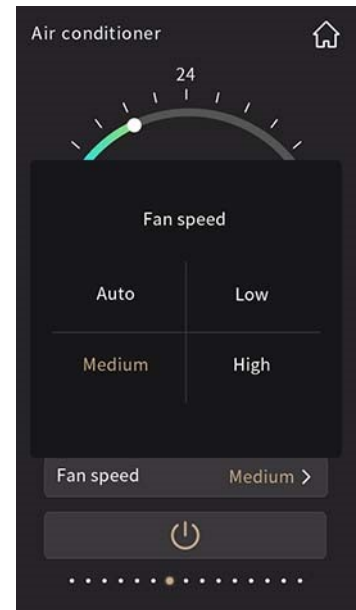 Air conditioner
24
Fan speed
Auto Low
Medium High
Fan speed Medium >